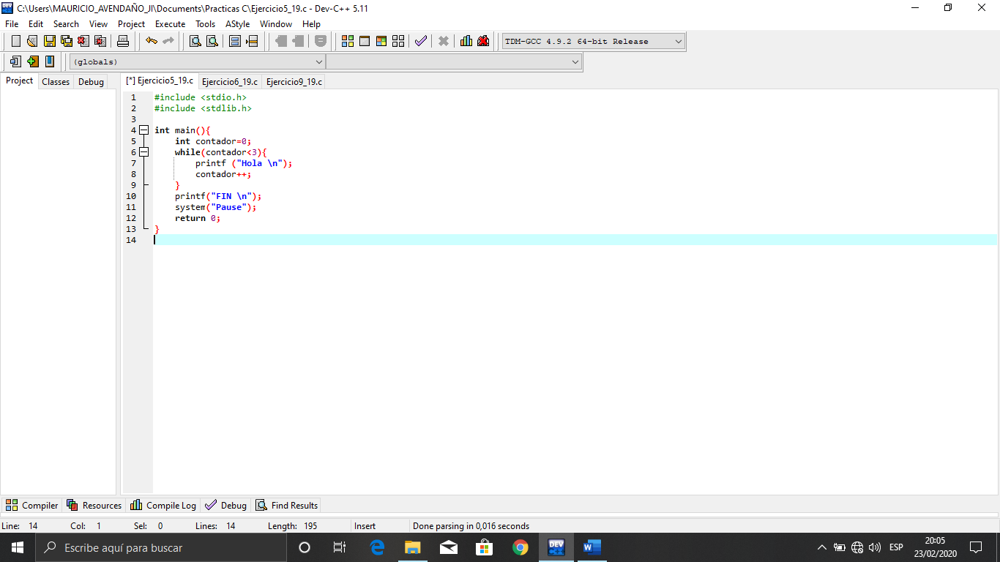 C:\Users\MAURICIO_AVENDAÑO_JI\Documents\Practicas C\Ejercicio5_19.c - Dev-C++ 5.11
File Edit Search View Project Execute Tools AStyle Window Help
TDM-GCC 4.9.2 64-bit Release
(globals)
Project Classes Debug [*] Ejercicio5_19.c Ejercicio6_19.c Ejercicio9_19.c
1 #include <stdio.h>
2 #include <stdlib.h>
3
4 int main(){
5 int contador=0;
6 while(contador<3){
7 printf ("Hola \n");
8 contador++;
9 }
10 printf("FIN \n");
11 system("Pause");
12 return 0;
13 }
14
Compiler Resources Compile Log Debug Find Results
Line: 14 Col: 1 Sel: 0 Lines: 14 Length: 195 Insert Done parsing in 0,016 seconds
Escribe aquí para buscar DEV W ESP 20:05
23/02/2020